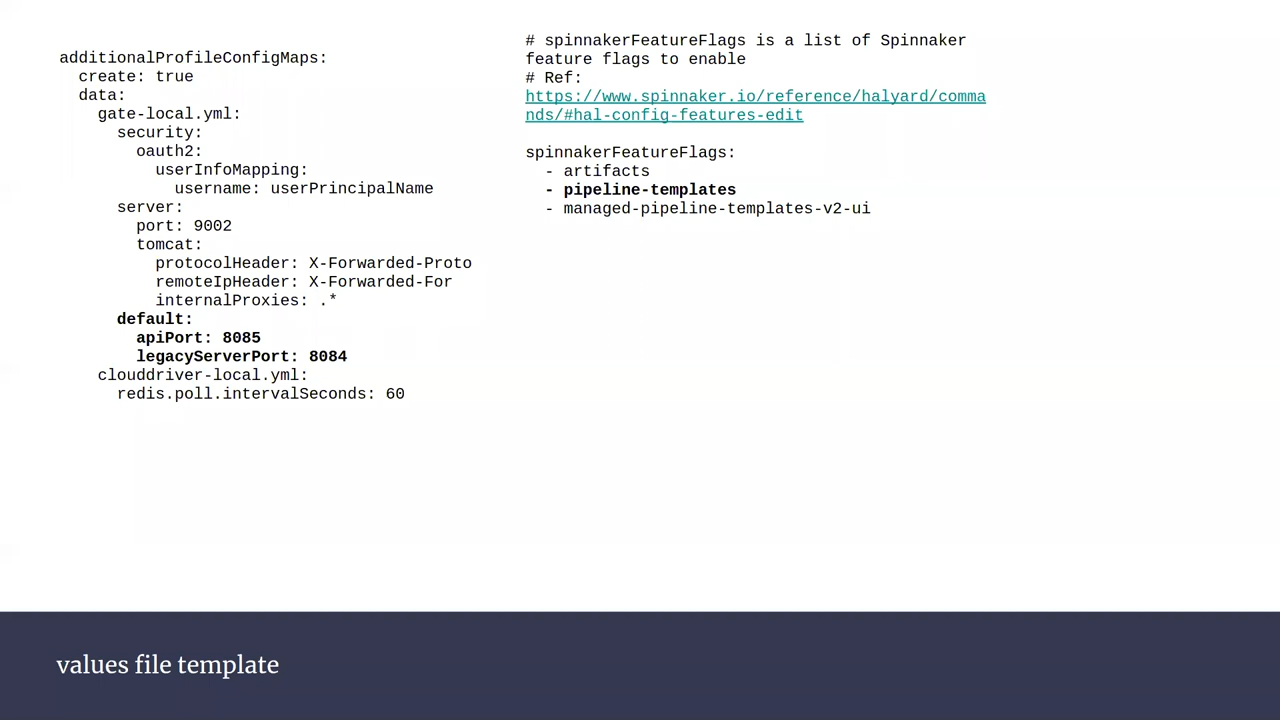 additionalProfileConfigMaps:
  create: true
  data:
    gate-local.yml:
      security:
        oauth2:
          userInfoMapping:
            username: userPrincipalName
      server:
        port: 9002
        tomcat:
          protocolHeader: X-Forwarded-Proto
          remoteIpHeader: X-Forwarded-For
          internalProxies: .*
      default:
        apiPort: 8085
        legacyServerPort: 8084
    clouddriver-local.yml:
      redis.poll.intervalSeconds: 60
# spinnakerFeatureFlags is a list of Spinnaker
feature flags to enable
# Ref:
https://www.spinnaker.io/reference/halyard/comma
nds/#hal-config-features-edit
spinnakerFeatureFlags:
  - artifacts
  - pipeline-templates
  - managed-pipeline-templates-v2-ui
values file template